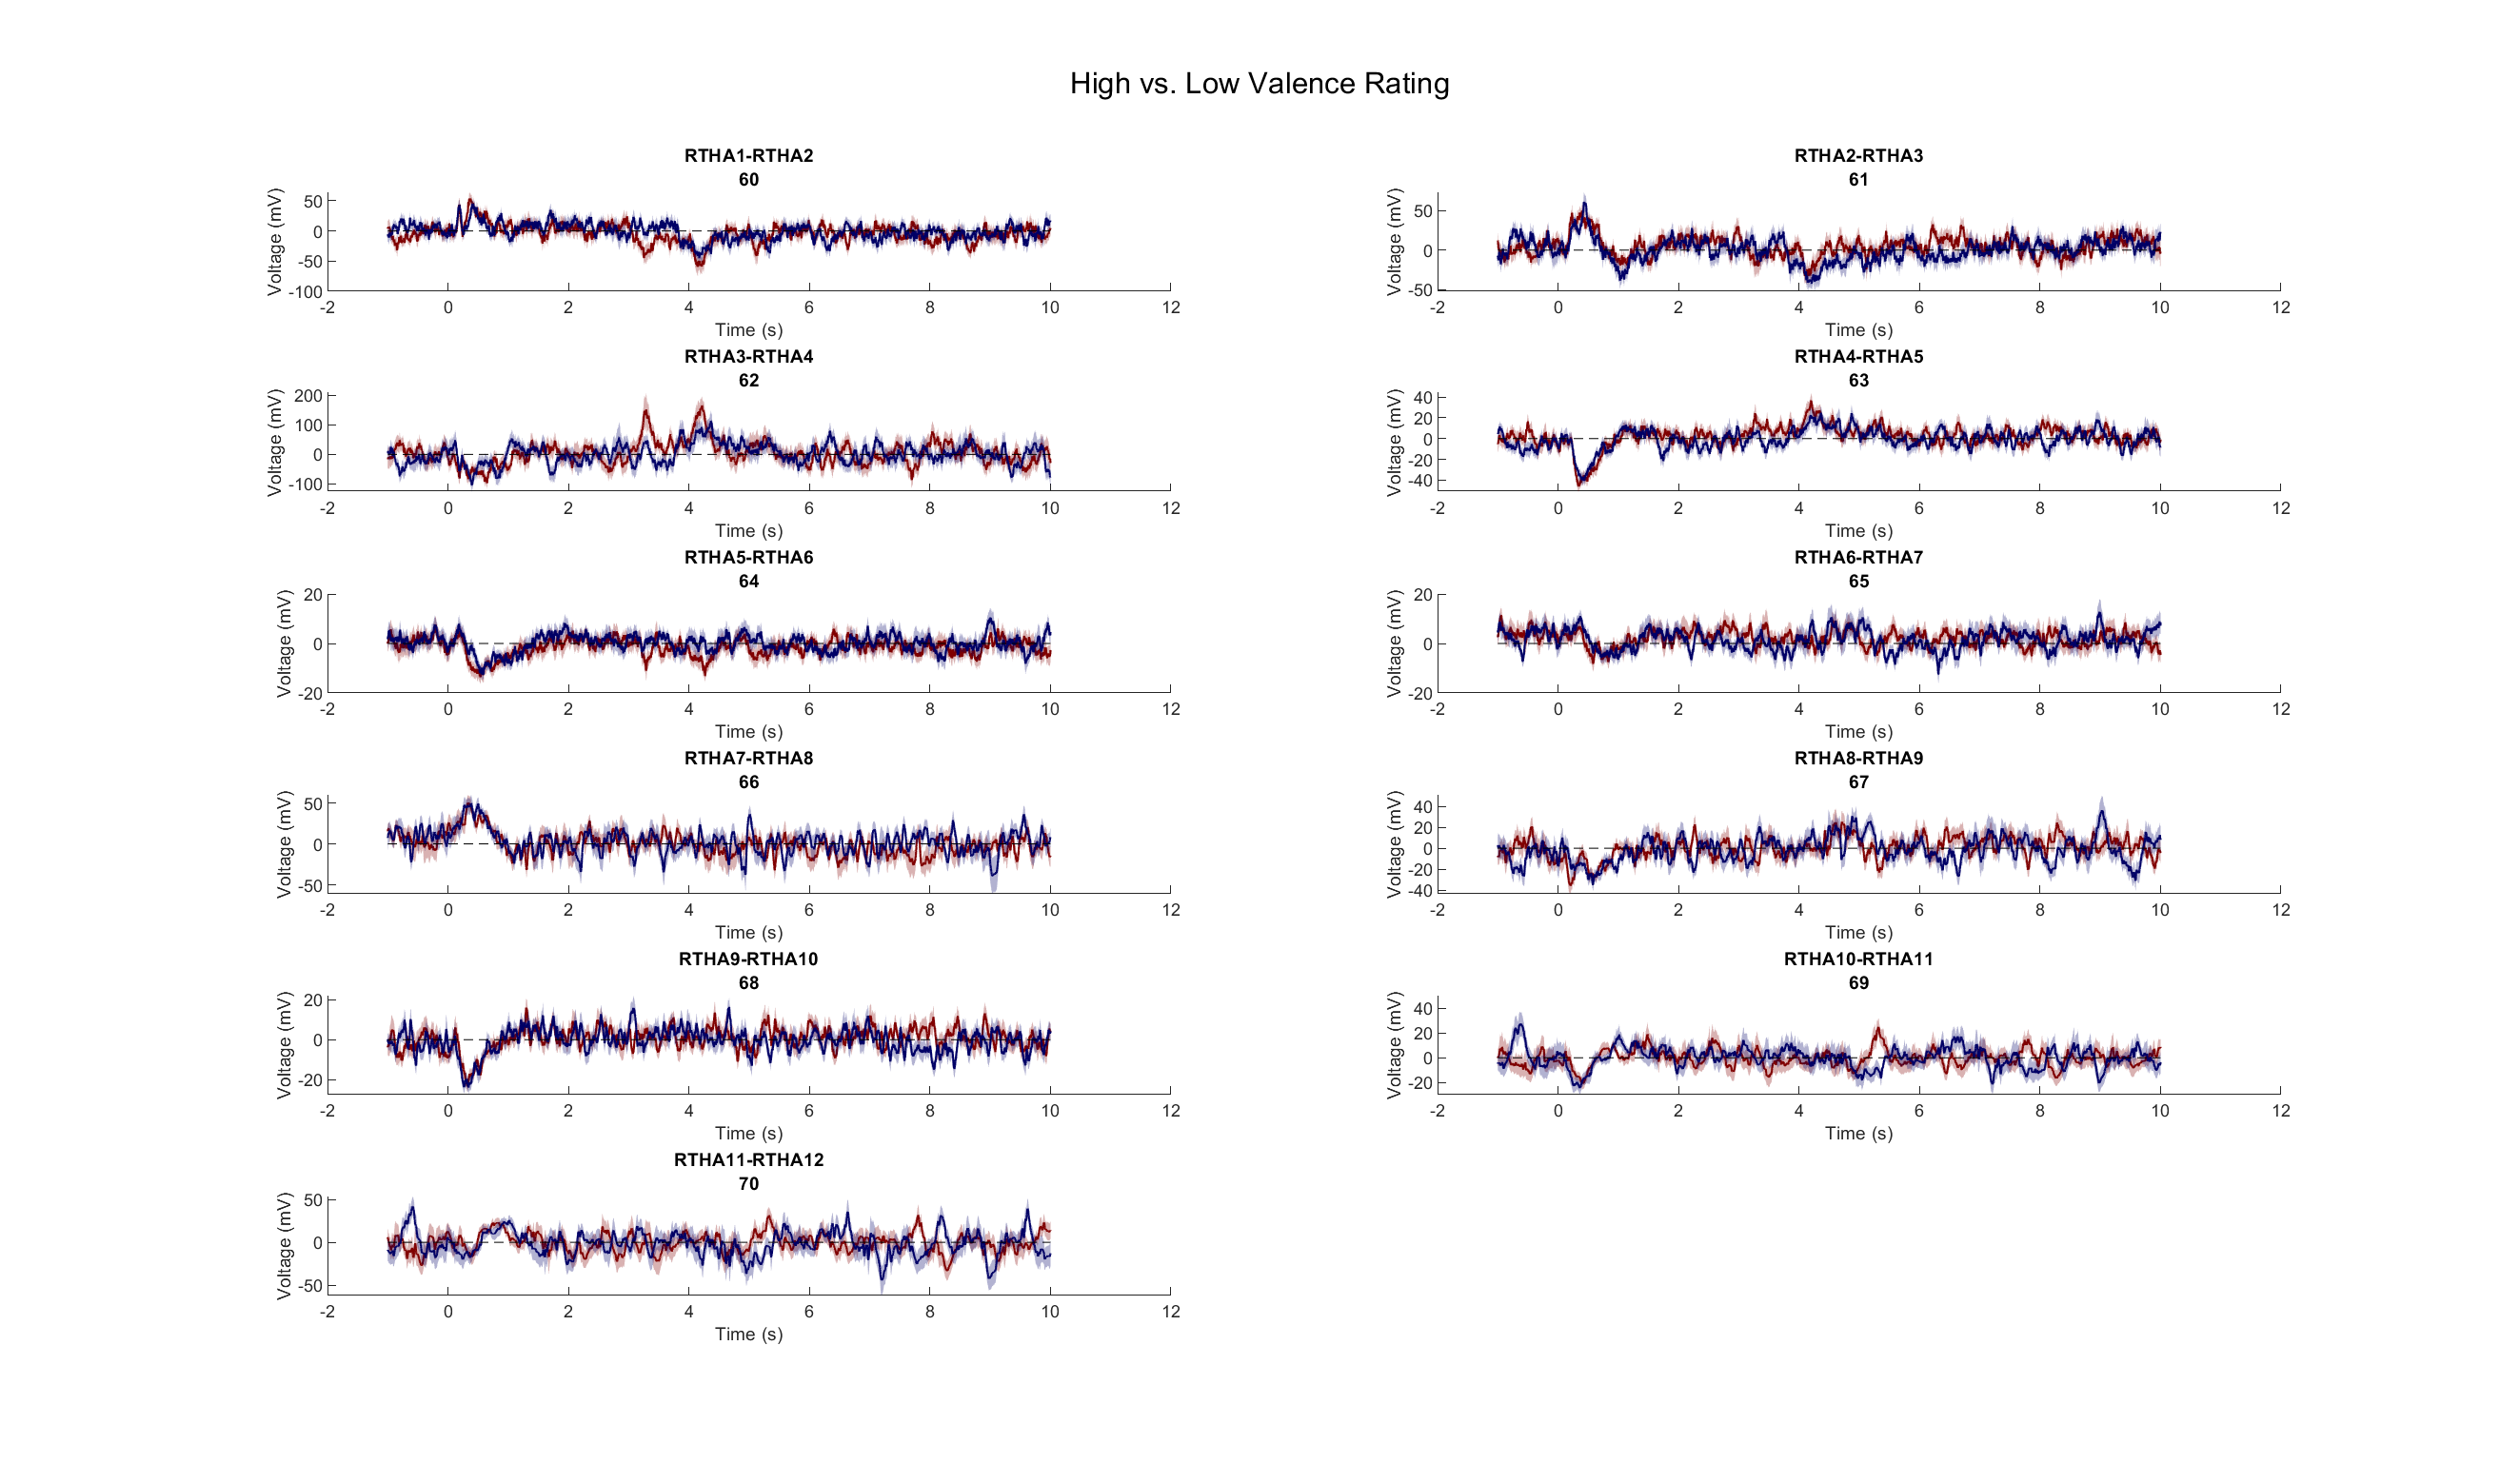 High vs. Low Valence Rating
RTHA1-RTHA2
60
Voltage (mV)
50
0
-50
-100
-2 0 2 4 6 8 10 12
Time (s)
RTHA2-RTHA3
61
Voltage (mV)
50
0
-50
-2 0 2 4 6 8 10 12
Time (s)
RTHA3-RTHA4
62
Voltage (mV)
200
100
0
-100
-2 0 2 4 6 8 10 12
Time (s)
RTHA4-RTHA5
63
Voltage (mV)
40
20
0
-20
-40
-2 0 2 4 6 8 10 12
Time (s)
RTHA5-RTHA6
64
Voltage (mV)
20
0
-20
-2 0 2 4 6 8 10 12
Time (s)
RTHA6-RTHA7
65
Voltage (mV)
20
0
-20
-2 0 2 4 6 8 10 12
Time (s)
RTHA7-RTHA8
66
Voltage (mV)
50
0
-50
-2 0 2 4 6 8 10 12
Time (s)
RTHA8-RTHA9
67
Voltage (mV)
40
20
0
-20
-40
-2 0 2 4 6 8 10 12
Time (s)
RTHA9-RTHA10
68
Voltage (mV)
20
0
-20
-2 0 2 4 6 8 10 12
Time (s)
RTHA10-RTHA11
69
Voltage (mV)
40
20
0
-20
-2 0 2 4 6 8 10 12
Time (s)
RTHA11-RTHA12
70
Voltage (mV)
50
0
-50
-2 0 2 4 6 8 10 12
Time (s)